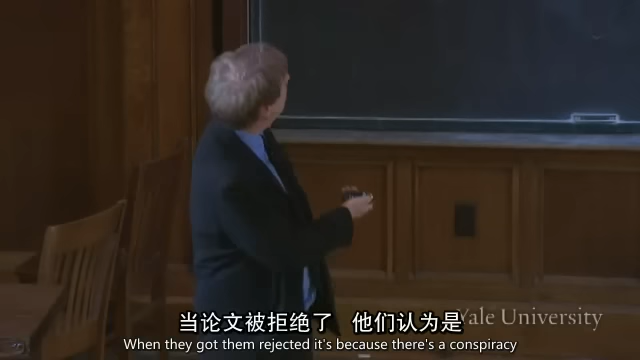 当论文被拒绝了 他们认为是
Yale University
When they got them rejected it's because there's a conspiracy